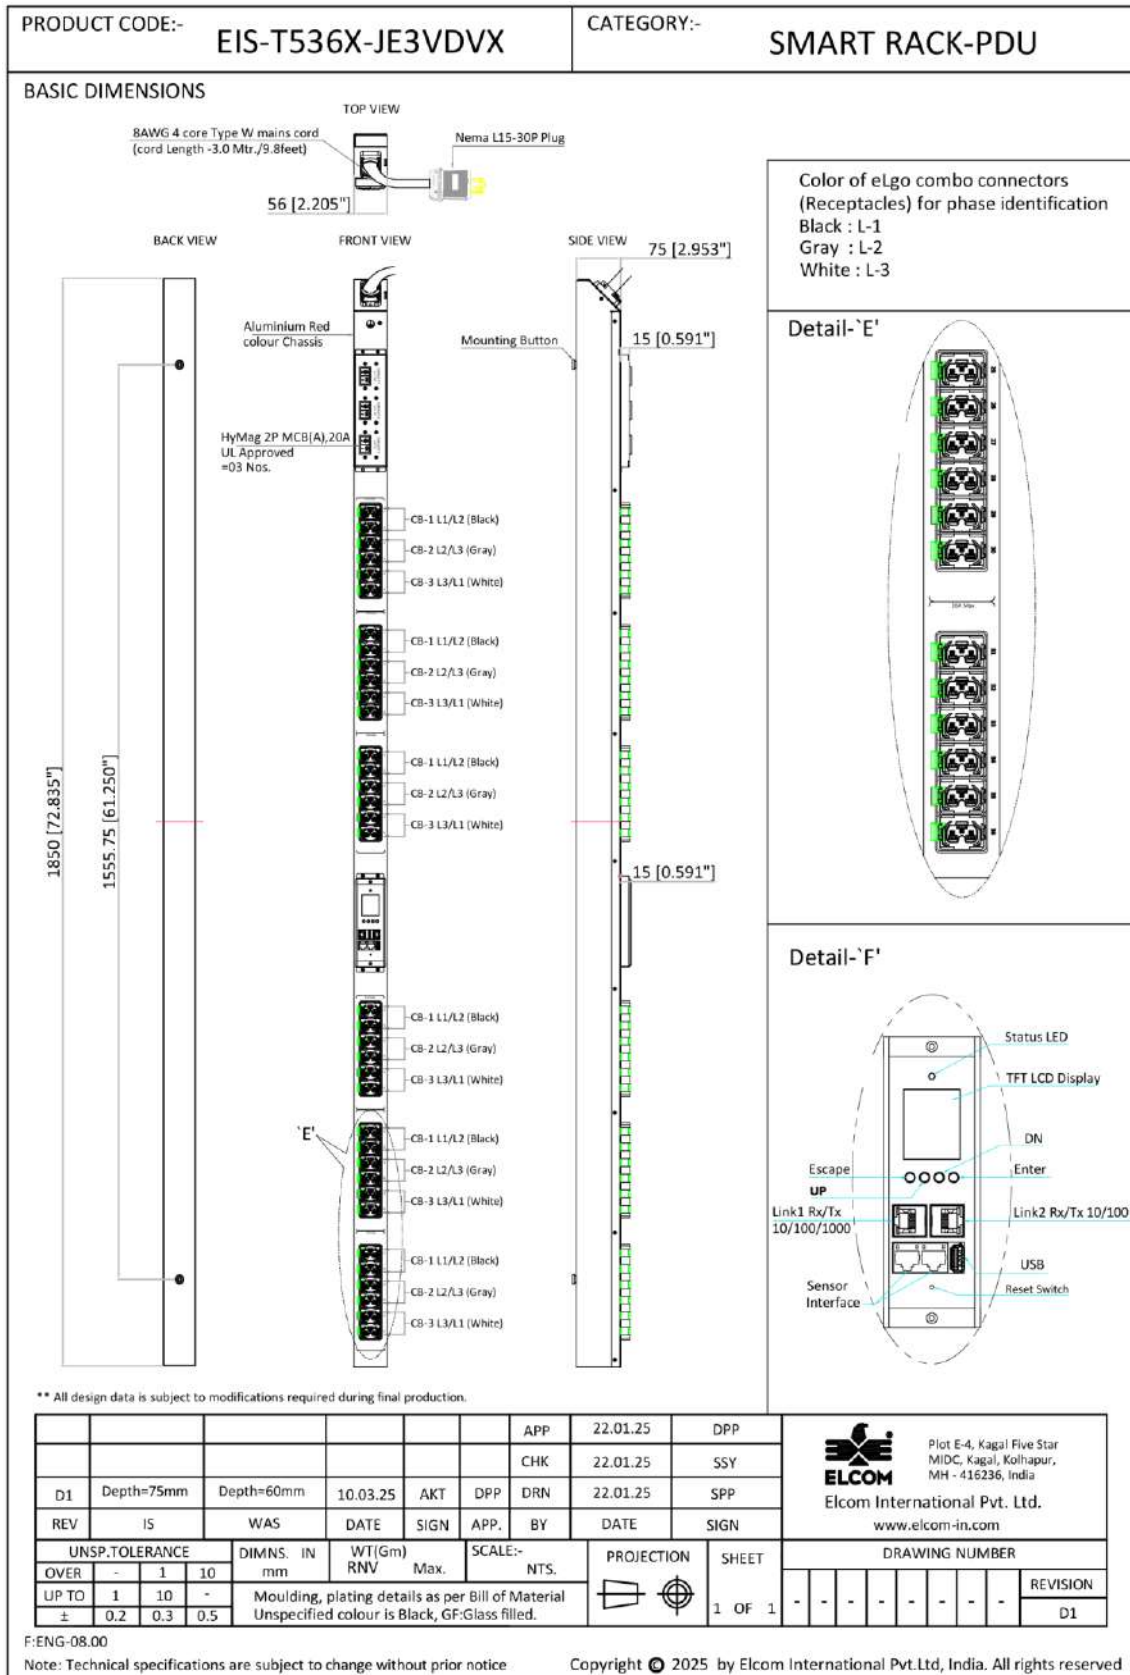 PRODUCT CODE:-
EIS-T536X-JE3VDVX
CATEGORY:-
SMART RACK-PDU
BASIC DIMENSIONS
TOP VIEW
8AWG 4 core Type W mains cord
(cord Length -3.0 Mtr./9.8feet)
Nema L15-30P Plug
56 [2.205"]
BACK VIEW
FRONT VIEW
SIDE VIEW
75 [2.953"]
Aluminium Red
colour Chassis
Mounting Button
15 [0.591"]
HyMag 2P MCB(A),20A
UL Approved
=03 Nos.
CB-1 L1/L2 (Black)
CB-2 L2/L3 (Gray)
CB-3 L3/L1 (White)
CB-1 L1/L2 (Black)
CB-2 L2/L3 (Gray)
CB-3 L3/L1 (White)
CB-1 L1/L2 (Black)
CB-2 L2/L3 (Gray)
CB-3 L3/L1 (White)
1850 [72.835"]
1555.75 [61.250"]
15 [0.591"]
CB-1 L1/L2 (Black)
CB-2 L2/L3 (Gray)
CB-3 L3/L1 (White)
`E'
CB-1 L1/L2 (Black)
CB-2 L2/L3 (Gray)
CB-3 L3/L1 (White)
CB-1 L1/L2 (Black)
CB-2 L2/L3 (Gray)
CB-3 L3/L1 (White)
Color of eLgo combo connectors
(Receptacles) for phase identification
Black : L-1
Gray : L-2
White : L-3
Detail-`E'
Detail-`F'
Status LED
TFT LCD Display
DN
Escape
Enter
UP
Link1 Rx/Tx
10/100/1000
Link2 Rx/Tx 10/100
USB
Sensor
Interface
Reset Switch
** All design data is subject to modifications required during final production.
APP 22.01.25 DPP
CHK 22.01.25 SSY
D1 Depth=75mm Depth=60mm 10.03.25 AKT DPP DRN 22.01.25 SPP
REV IS WAS DATE SIGN APP. BY DATE SIGN
ELCOM
Plot E-4, Kagal Five Star
MIDC, Kagal, Kolhapur,
MH - 416236, India
Elcom International Pvt. Ltd.
www.elcom-in.com
UNSP.TOLERANCE
OVER - 1 10
UP TO 1 10 -
± 0.2 0.3 0.5
DIMNS. IN
mm
WT(Gm)
RNV Max.
SCALE:-
NTS.
Moulding, plating details as per Bill of Material
Unspecified colour is Black, GF:Glass filled.
PROJECTION
SHEET
1 OF 1
DRAWING NUMBER
- - - - - - - -
REVISION
D1
F:ENG-08.00
Note: Technical specifications are subject to change without prior notice
Copyright © 2025 by Elcom International Pvt.Ltd, India. All rights reserved